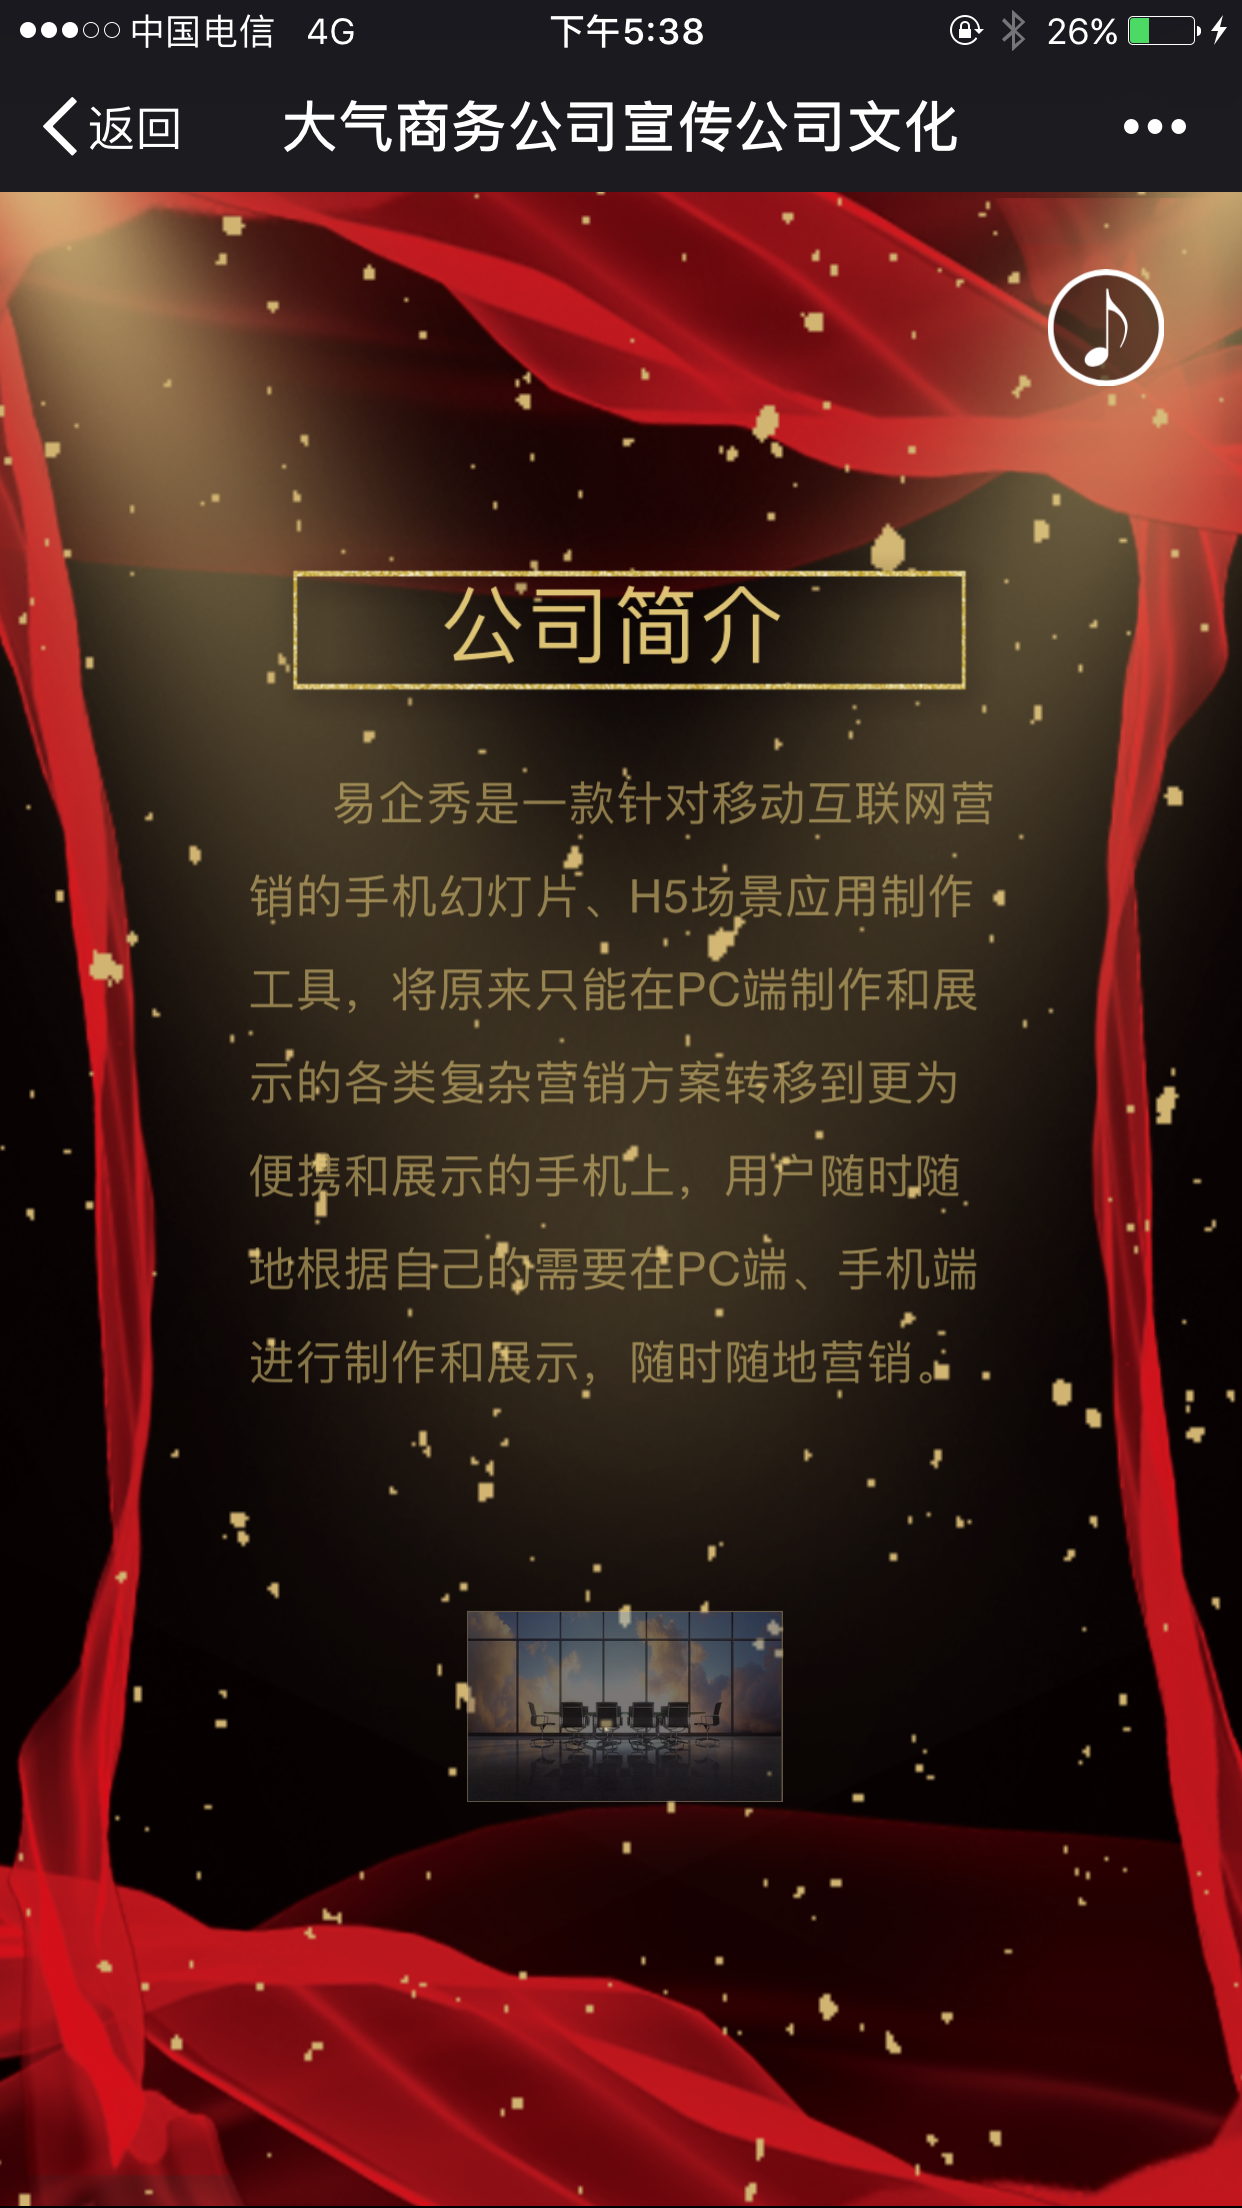 中国电信 4G 下午5:38 26%
返回 大气商务公司宣传公司文化
公司简介
易企秀是一款针对移动互联网营
销的手机幻灯片、H5场景应用制作
工具，将原来只能在PC端制作和展
示的各类复杂营销方案转移到更为
便携和展示的手机上，用户随时随
地根据自己的需要在PC端、手机端
进行制作和展示，随时随地营销。